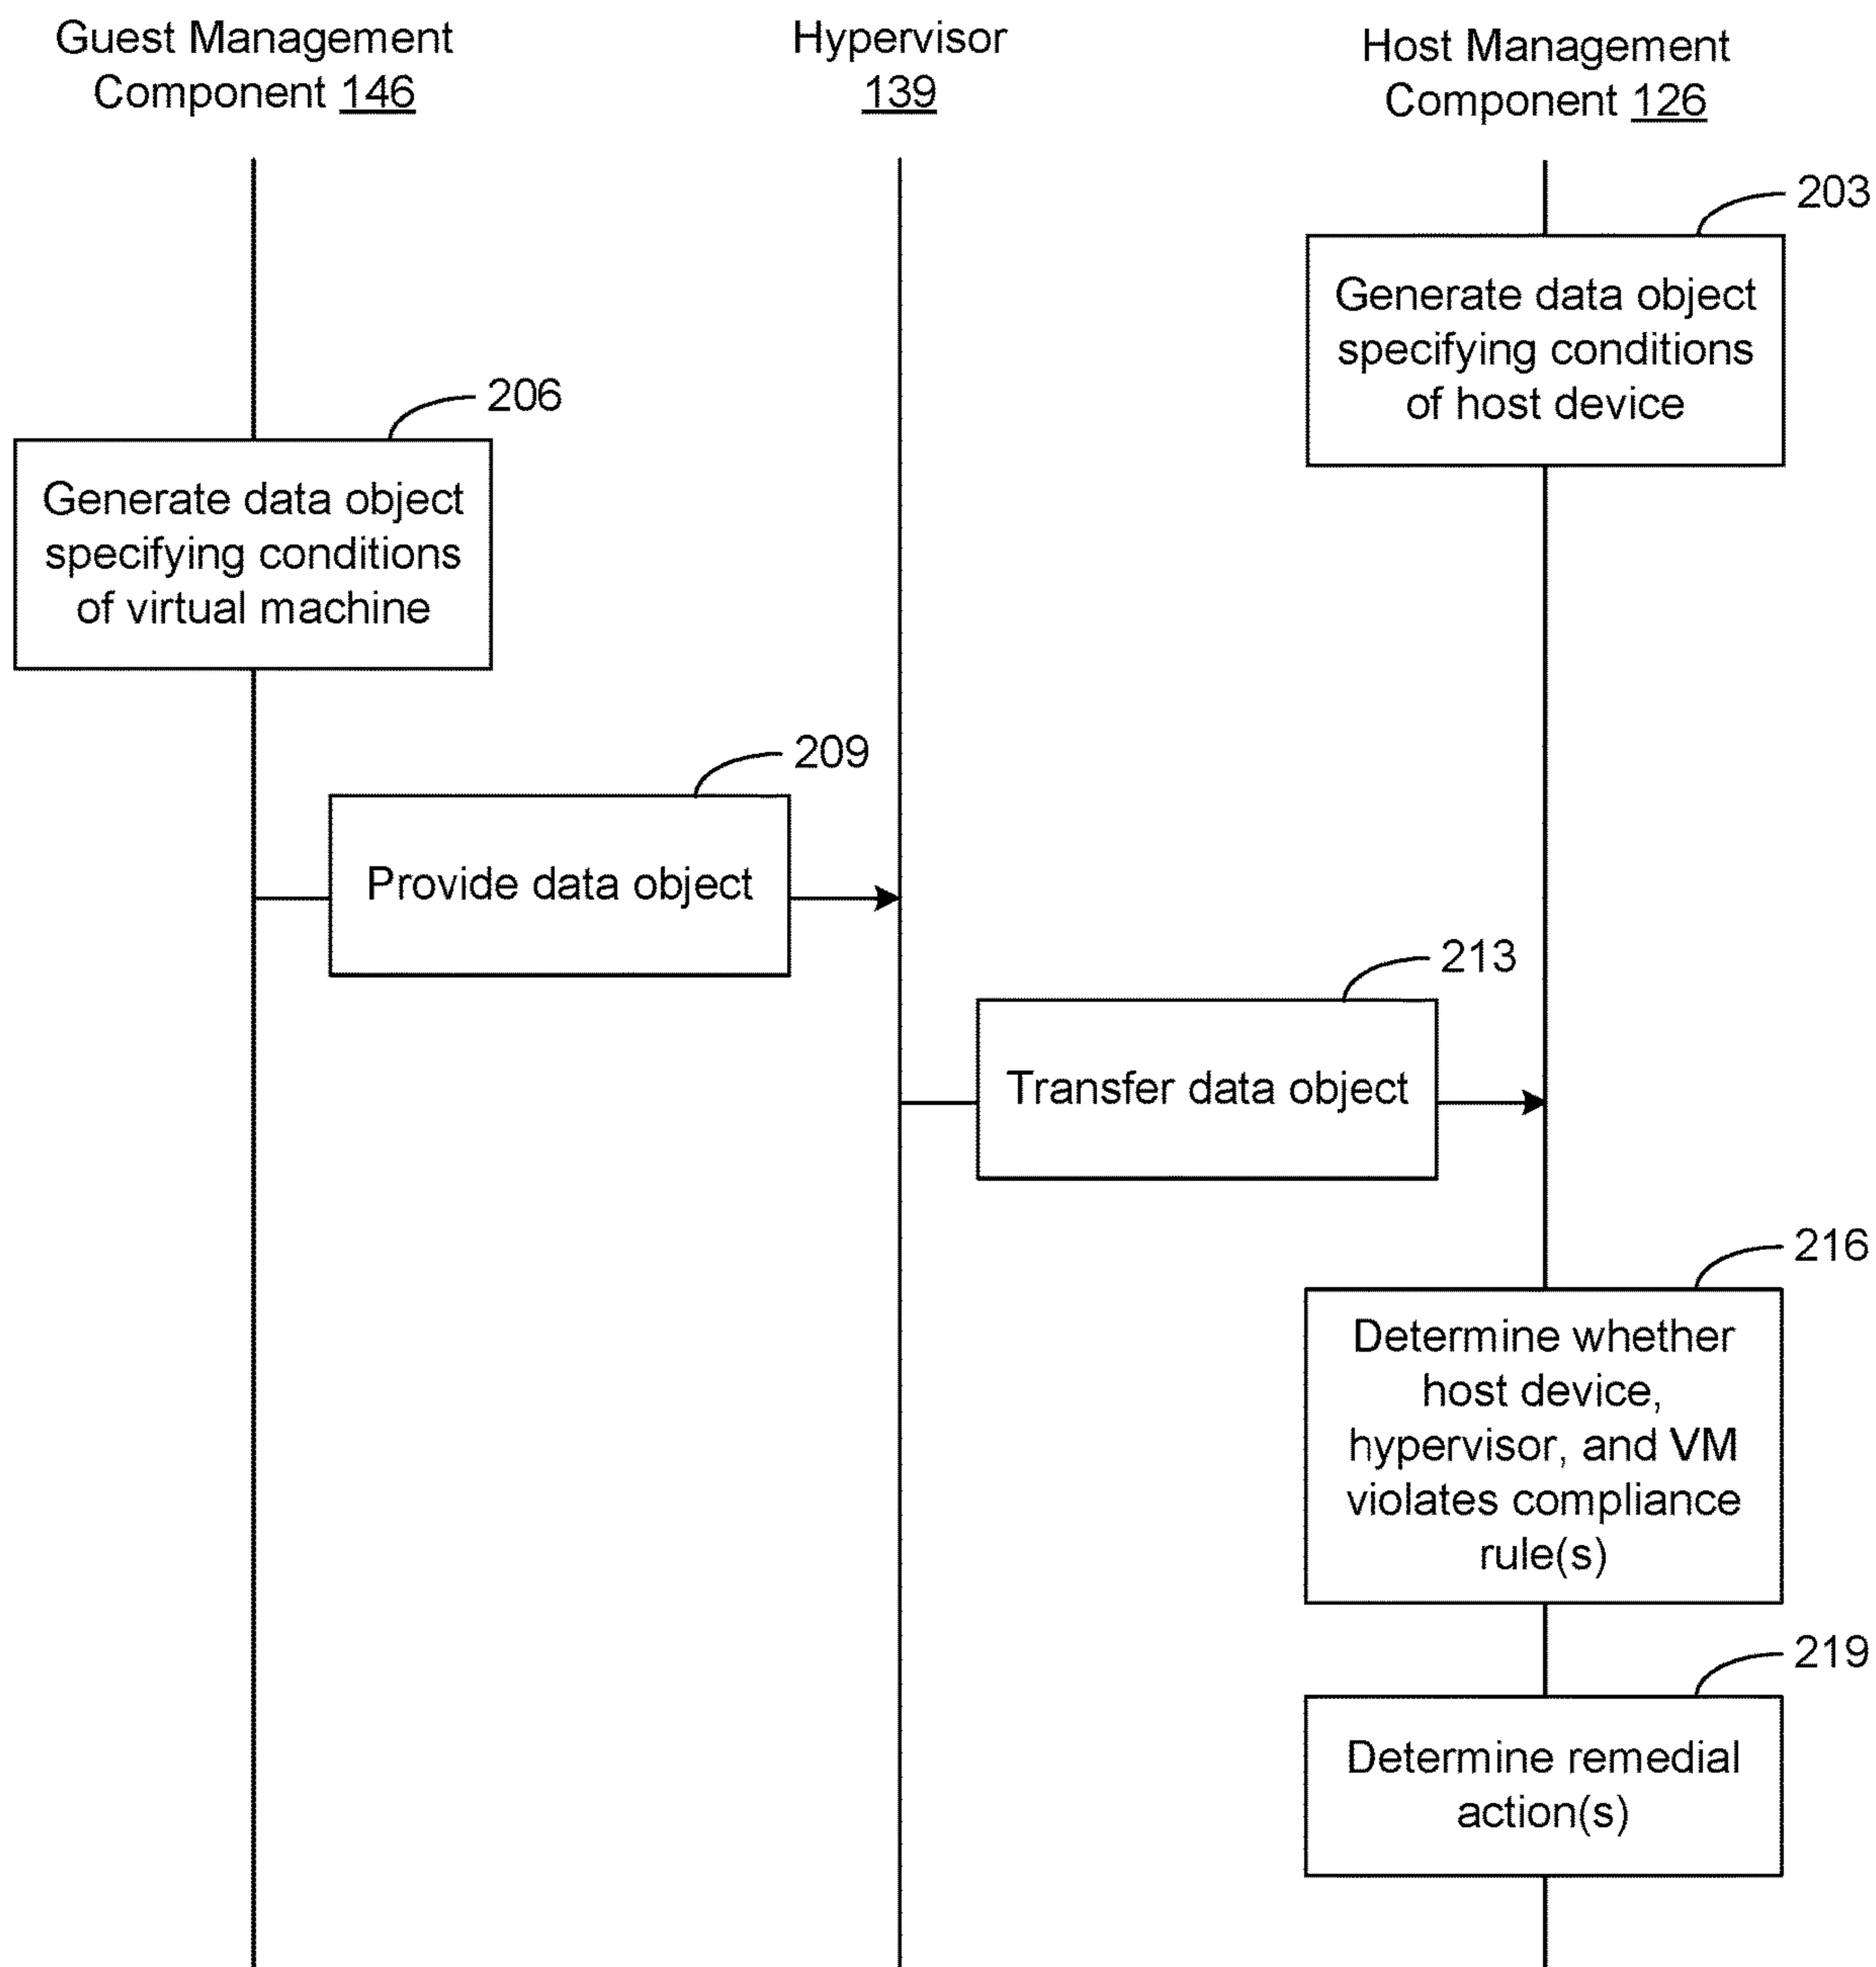 Guest Management
Component 146
Hypervisor
139
Host Management
Component 126
203
Generate data object
specifying conditions
of host device
206
Generate data object
specifying conditions
of virtual machine
209
Provide data object
213
Transfer data object
216
Determine whether
host device,
hypervisor, and VM
violates compliance
rule(s)
219
Determine remedial
action(s)